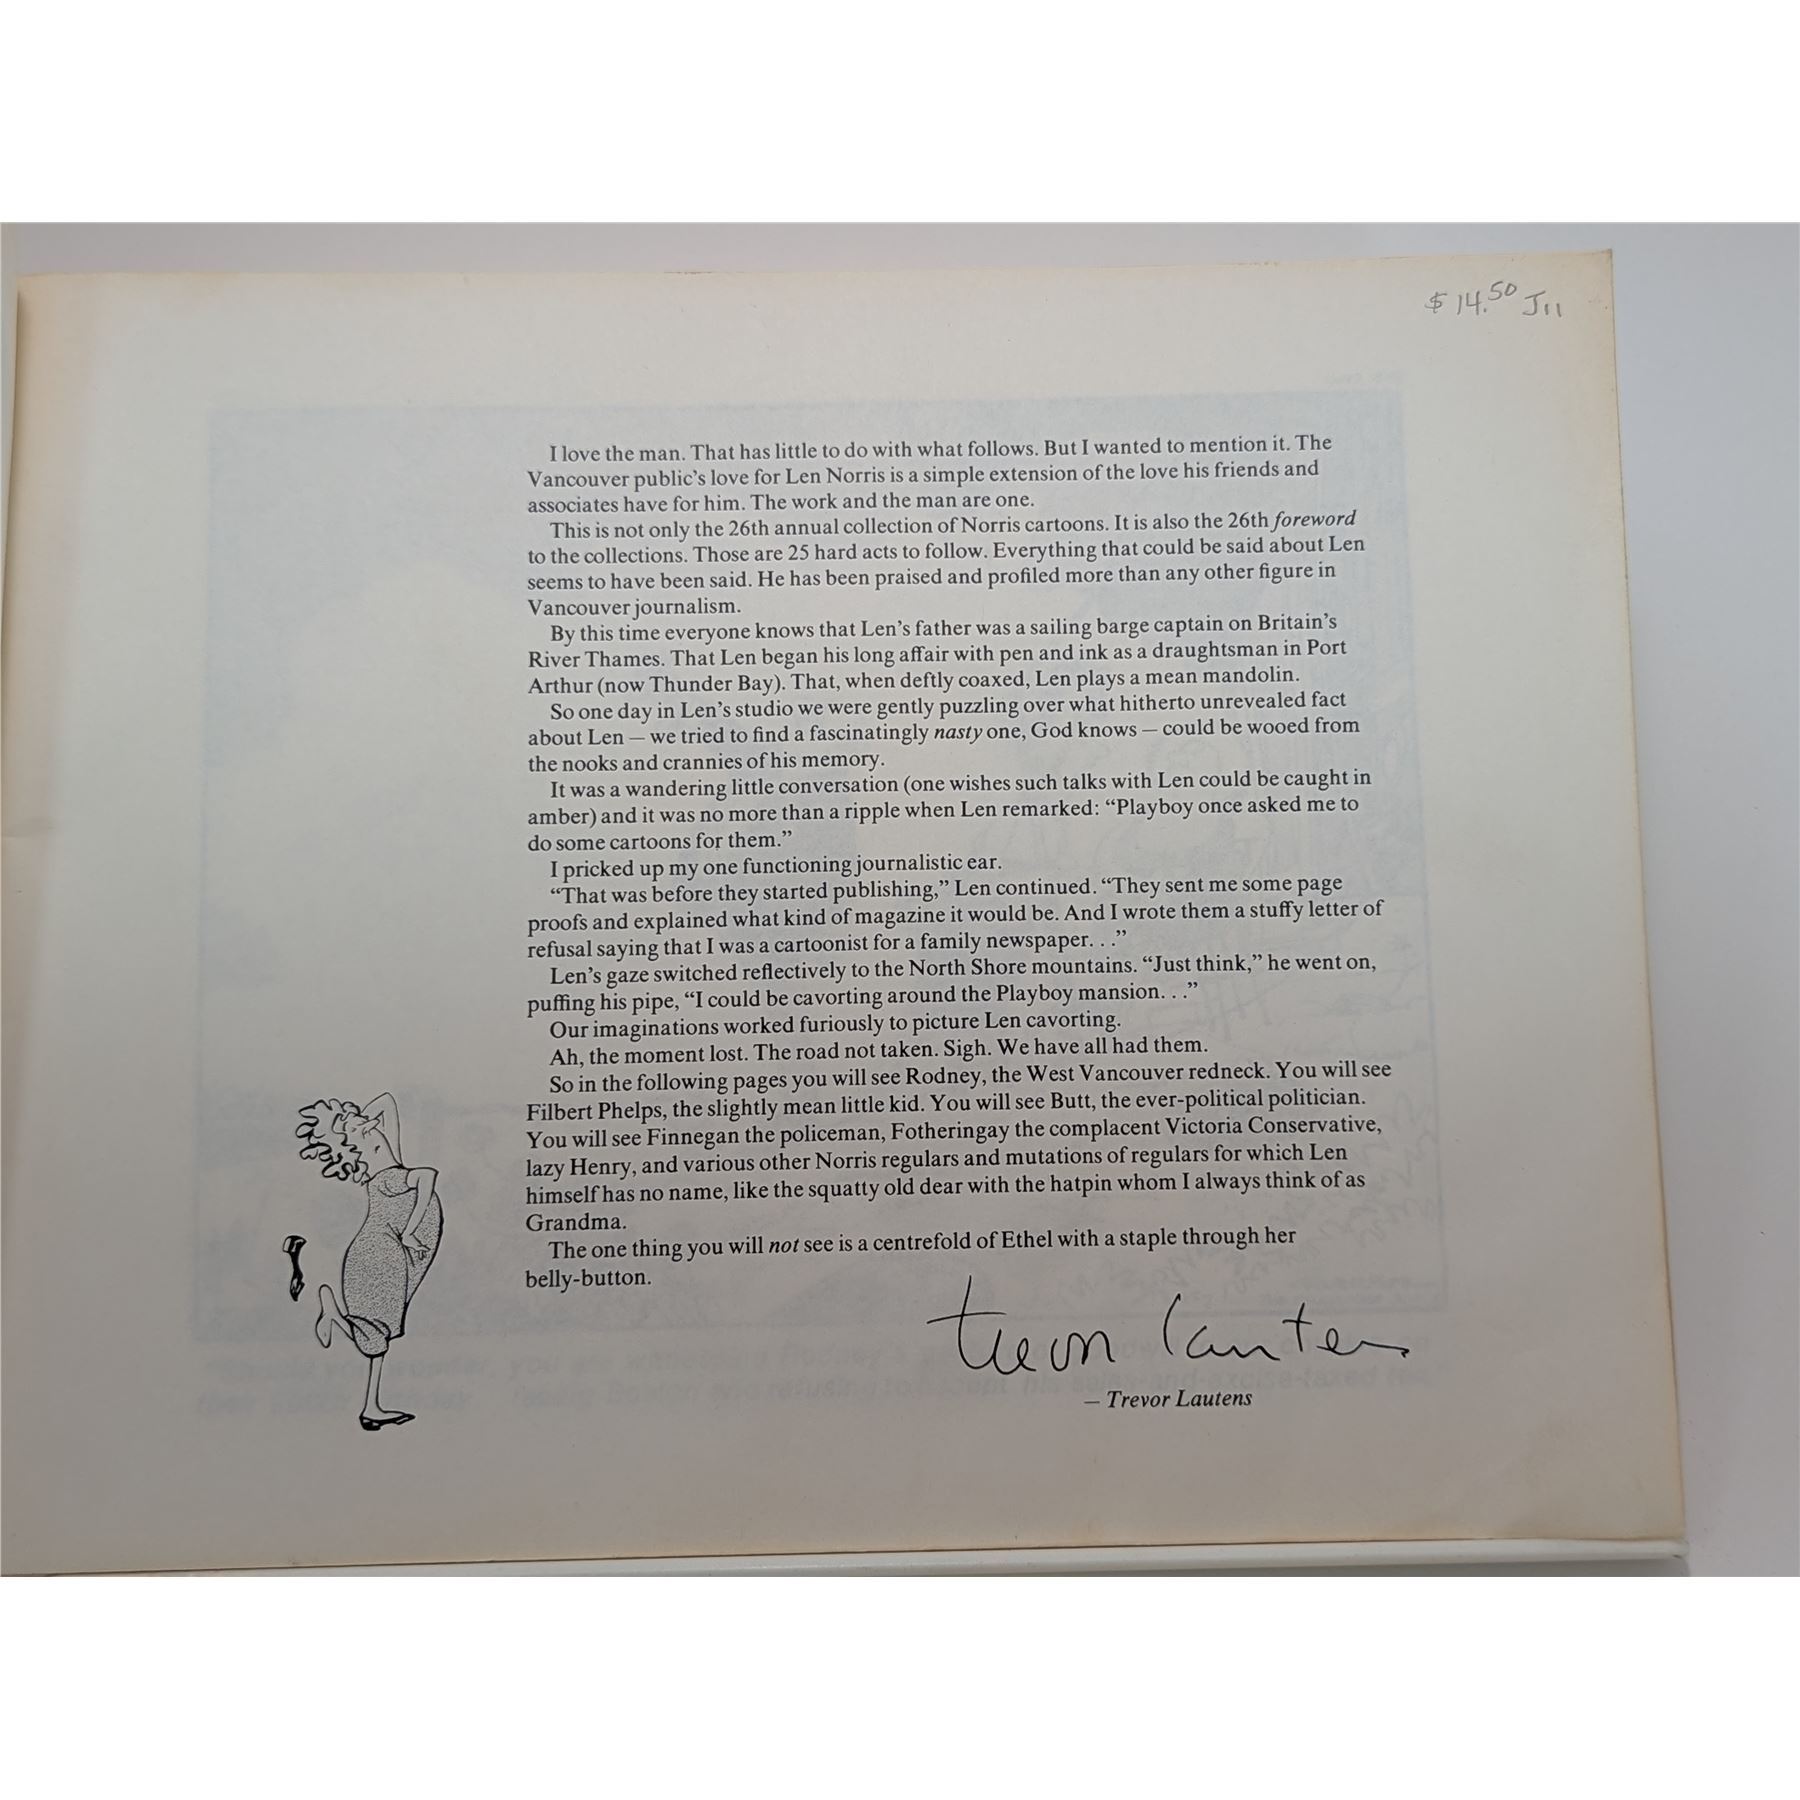 $ 14.50 J11
I love the man. That has little to do with what follows. But I wanted to mention it. The
Vancouver public's love for Len Norris is a simple extension of the love his friends and
associates have for him. The work and the man are one.
This is not only the 26th annual collection of Norris cartoons. It is also the 26th foreword
to the collections. Those are 25 hard acts to follow. Everything that could be said about Len
seems to have been said. He has been praised and profiled more than any other figure in
Vancouver journalism.
By this time everyone knows that Len's father was a sailing barge captain on Britain's
River Thames. That Len began his long affair with pen and ink as a draughtsman in Port
Arthur (now Thunder Bay). That, when deftly coaxed, Len plays a mean mandolin.
So one day in Len's studio we were gently puzzling over what hitherto unrevealed fact
about Len — we tried to find a fascinatingly nasty one, God knows — could be wooed from
the nooks and crannies of his memory.
It was a wandering little conversation (one wishes such talks with Len could be caught in
amber) and it was no more than a ripple when Len remarked: “Playboy once asked me to
do some cartoons for them.”
I pricked up my one functioning journalistic ear.
“That was before they started publishing,” Len continued. “They sent me some page
proofs and explained what kind of magazine it would be. And I wrote them a stuffy letter of
refusal saying that I was a cartoonist for a family newspaper. . .”
Len's gaze switched reflectively to the North Shore mountains. “Just think,” he went on,
puffing his pipe, “I could be cavorting around the Playboy mansion. . .”
Our imaginations worked furiously to picture Len cavorting.
Ah, the moment lost. The road not taken. Sigh. We have all had them.
So in the following pages you will see Rodney, the West Vancouver redneck. You will see
Filbert Phelps, the slightly mean little kid. You will see Butt, the ever-political politician.
You will see Finnegan the policeman, Fotheringay the complacent Victoria Conservative,
lazy Henry, and various other Norris regulars and mutations of regulars for which Len
himself has no name, like the squatty old dear with the hatpin whom I always think of as
Grandma.
The one thing you will not see is a centrefold of Ethel with a staple through her
belly-button.
Trevor Lautens
— Trevor Lautens